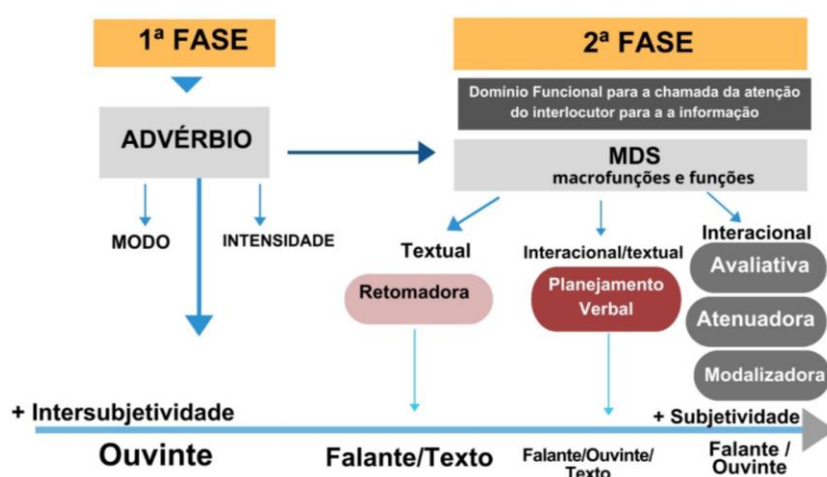 1ª FASE
2ª FASE
Domínio Funcional para a chamada da atenção
do interlocutor para a a informação
ADVÉRBIO
MDS
macrofunções e funções
MODO
INTENSIDADE
Textual
Interacional/textual
Interacional
Retomadora
Planejamento
Verbal
Avaliativa
Atenuadora
Modalizadora
+ Intersubjetividade
+ Subjetividade
Ouvinte
Falante/Texto
Falante/Ouvinte/
Texto
Falante /
Ouvinte